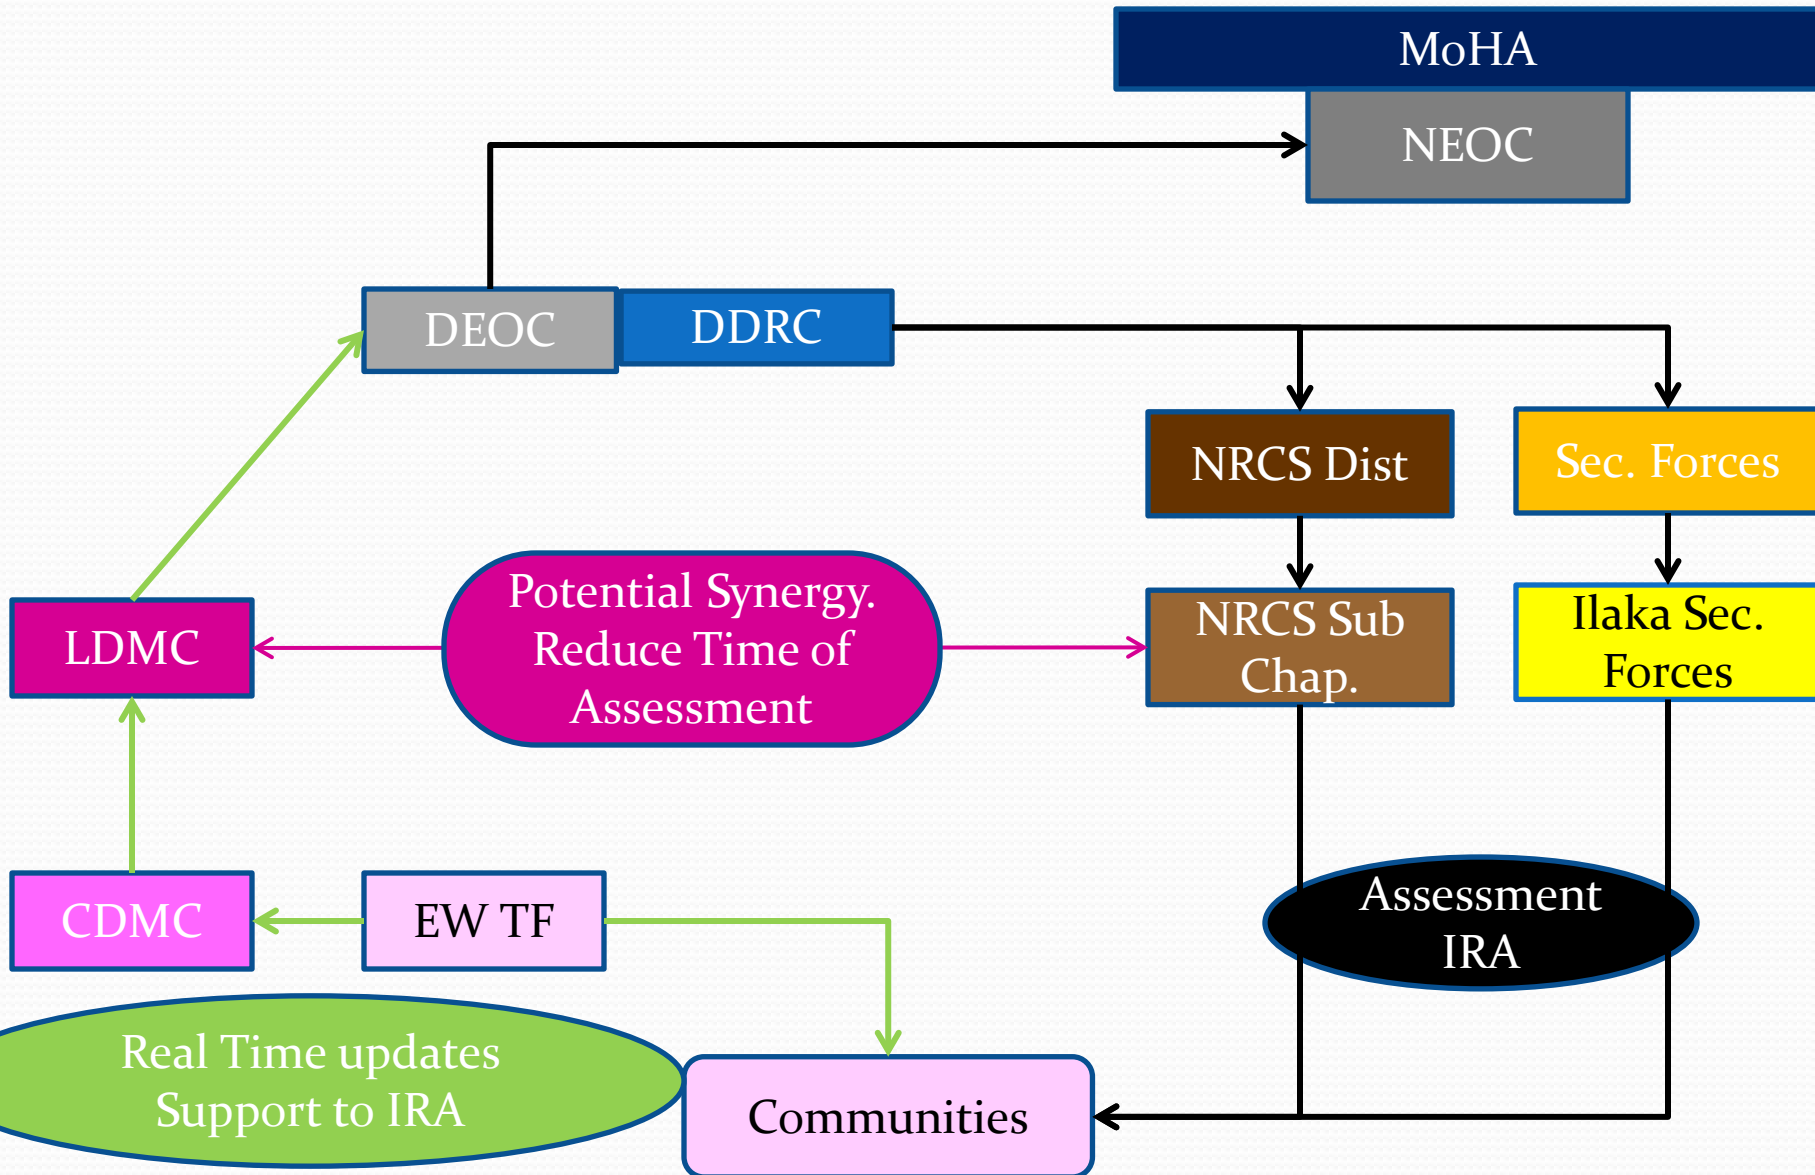 MoHA
NEOC
DEOC
DDRC
NRCS Dist
Sec. Forces
LDMC
Potential Synergy.
Reduce Time of
Assessment
NRCS Sub
Chap.
Ilaka Sec.
Forces
CDMC
EW TF
Assessment
IRA
Real Time updates
Support to IRA
Communities